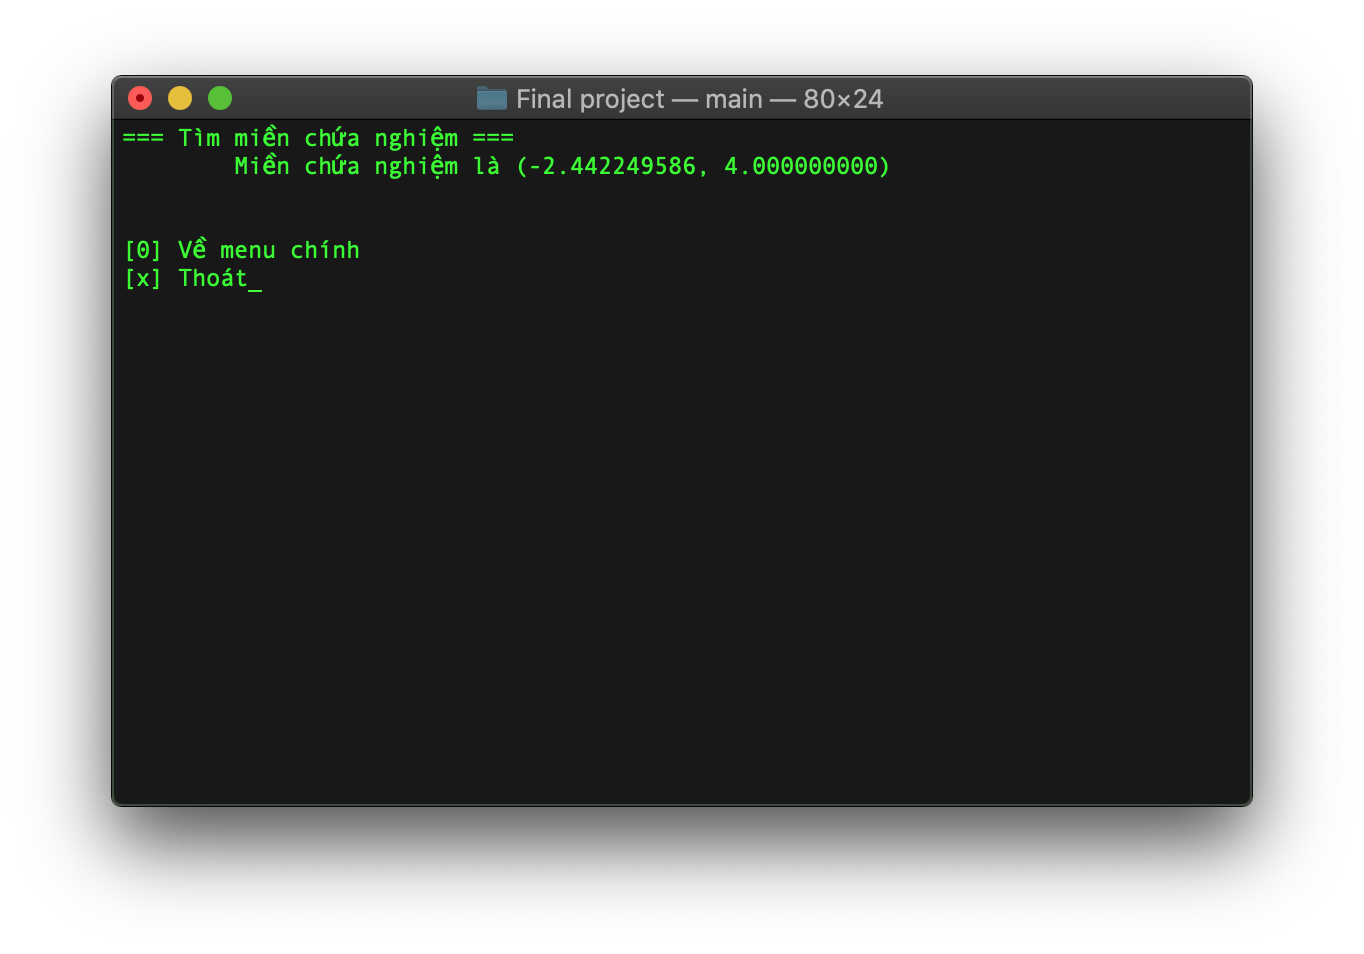 Final project — main — 80×24
=== Tìm miền chứa nghiệm ===
Miền chứa nghiệm là (-2.442249586, 4.000000000)
[0] Về menu chính
[x] Thoát_